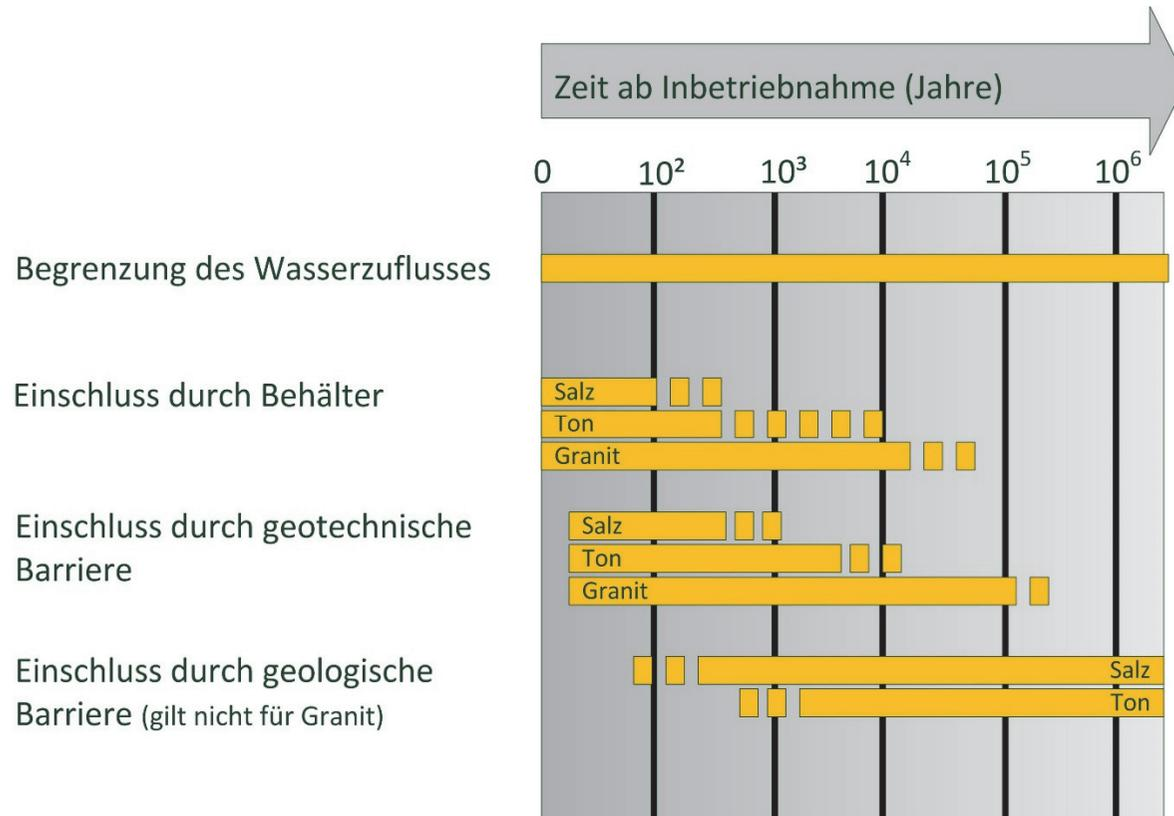 Zeit ab Inbetriebnahme (Jahre)
0 10² 10³ 10⁴ 10⁵ 10⁶
Begrenzung des Wasserzuflusses
Einschluss durch Behälter
Salz
Ton
Granit
Einschluss durch geotechnische
Barriere
Salz
Ton
Granit
Einschluss durch geologische
Barriere (gilt nicht für Granit)
Salz
Ton